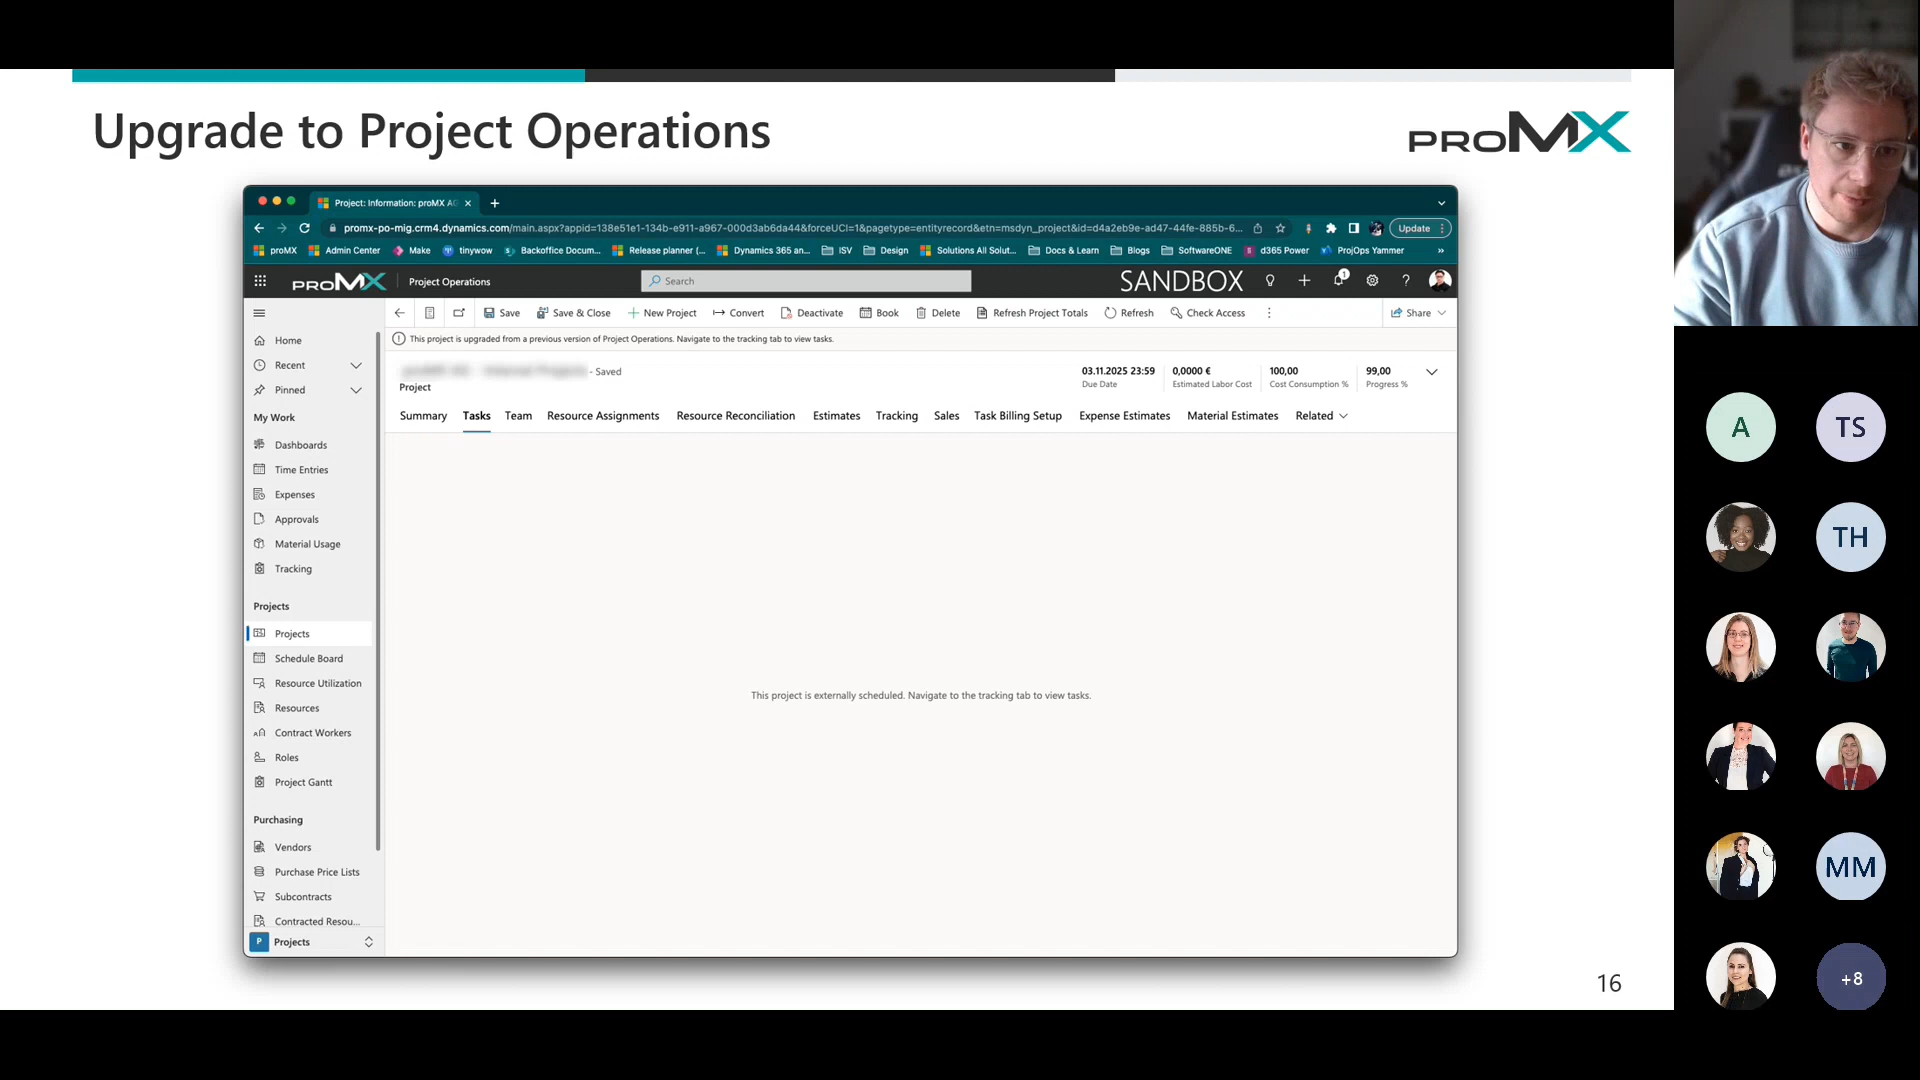 Upgrade to Project Operations
PROMX
Project: Information: proMX AG
promx-po-mig.crm4.dynamics.com/main.aspx?appid=138e51e1-134b-e911-a967-000d3ab6da44&forceUCI=1&pagetype=entityrecord&etn=msdyn_project&id=d4a2eb9e-ad47-44fe-885b-6...
Update
proMX
Admin Center
Make
tinywow
Backoffice Docum...
Release planner (...
Dynamics 365 an...
ISV
Design
Solutions All Solut...
Docs & Learn
Blogs
SoftwareONE
d365 Power
ProjOps Yammer
»
PROMX
Project Operations
Search
SANDBOX
1
Save
Save & Close
New Project
Convert
Deactivate
Book
Delete
Refresh Project Totals
Refresh
Check Access
Share
This project is upgraded from a previous version of Project Operations. Navigate to the tracking tab to view tasks.
- Saved
Project
03.11.2025 23:59
Due Date
0,0000 €
Estimated Labor Cost
100,00
Cost Consumption %
99,00
Progress %
Summary
Tasks
Team
Resource Assignments
Resource Reconciliation
Estimates
Tracking
Sales
Task Billing Setup
Expense Estimates
Material Estimates
Related
Home
Recent
Pinned
My Work
Dashboards
Time Entries
Expenses
Approvals
Material Usage
Tracking
Projects
Projects
Schedule Board
Resource Utilization
Resources
Contract Workers
Roles
Project Gantt
Purchasing
Vendors
Purchase Price Lists
Subcontracts
Contracted Resou...
P Projects
This project is externally scheduled. Navigate to the tracking tab to view tasks.
16
A
TS
TH
MM
+8